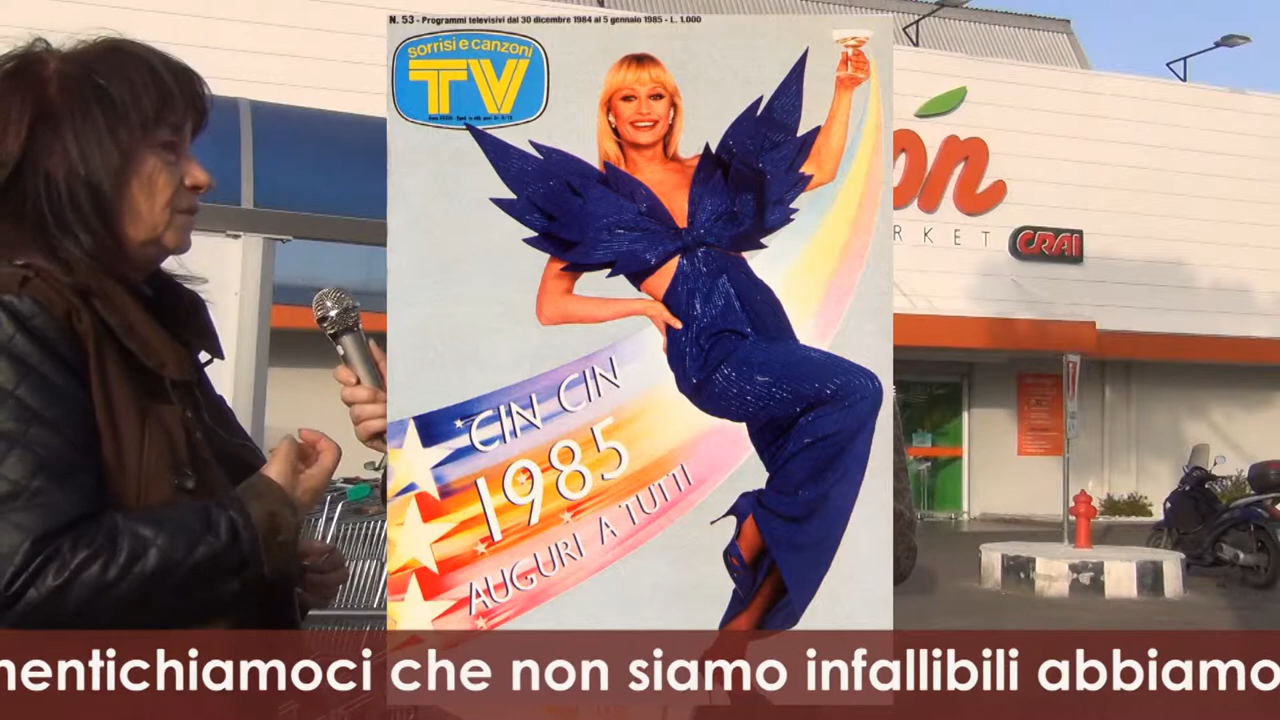 N. 53 - Programmi televisivi dal 30 dicembre 1984 al 5 gennaio 1985 - L. 1.000
sorrisi e canzoni
TV
CIN CIN
1985
AUGURI A TUTTI
on
RKET
CRAI
mentichiamoci che non siamo infallibili abbiamo